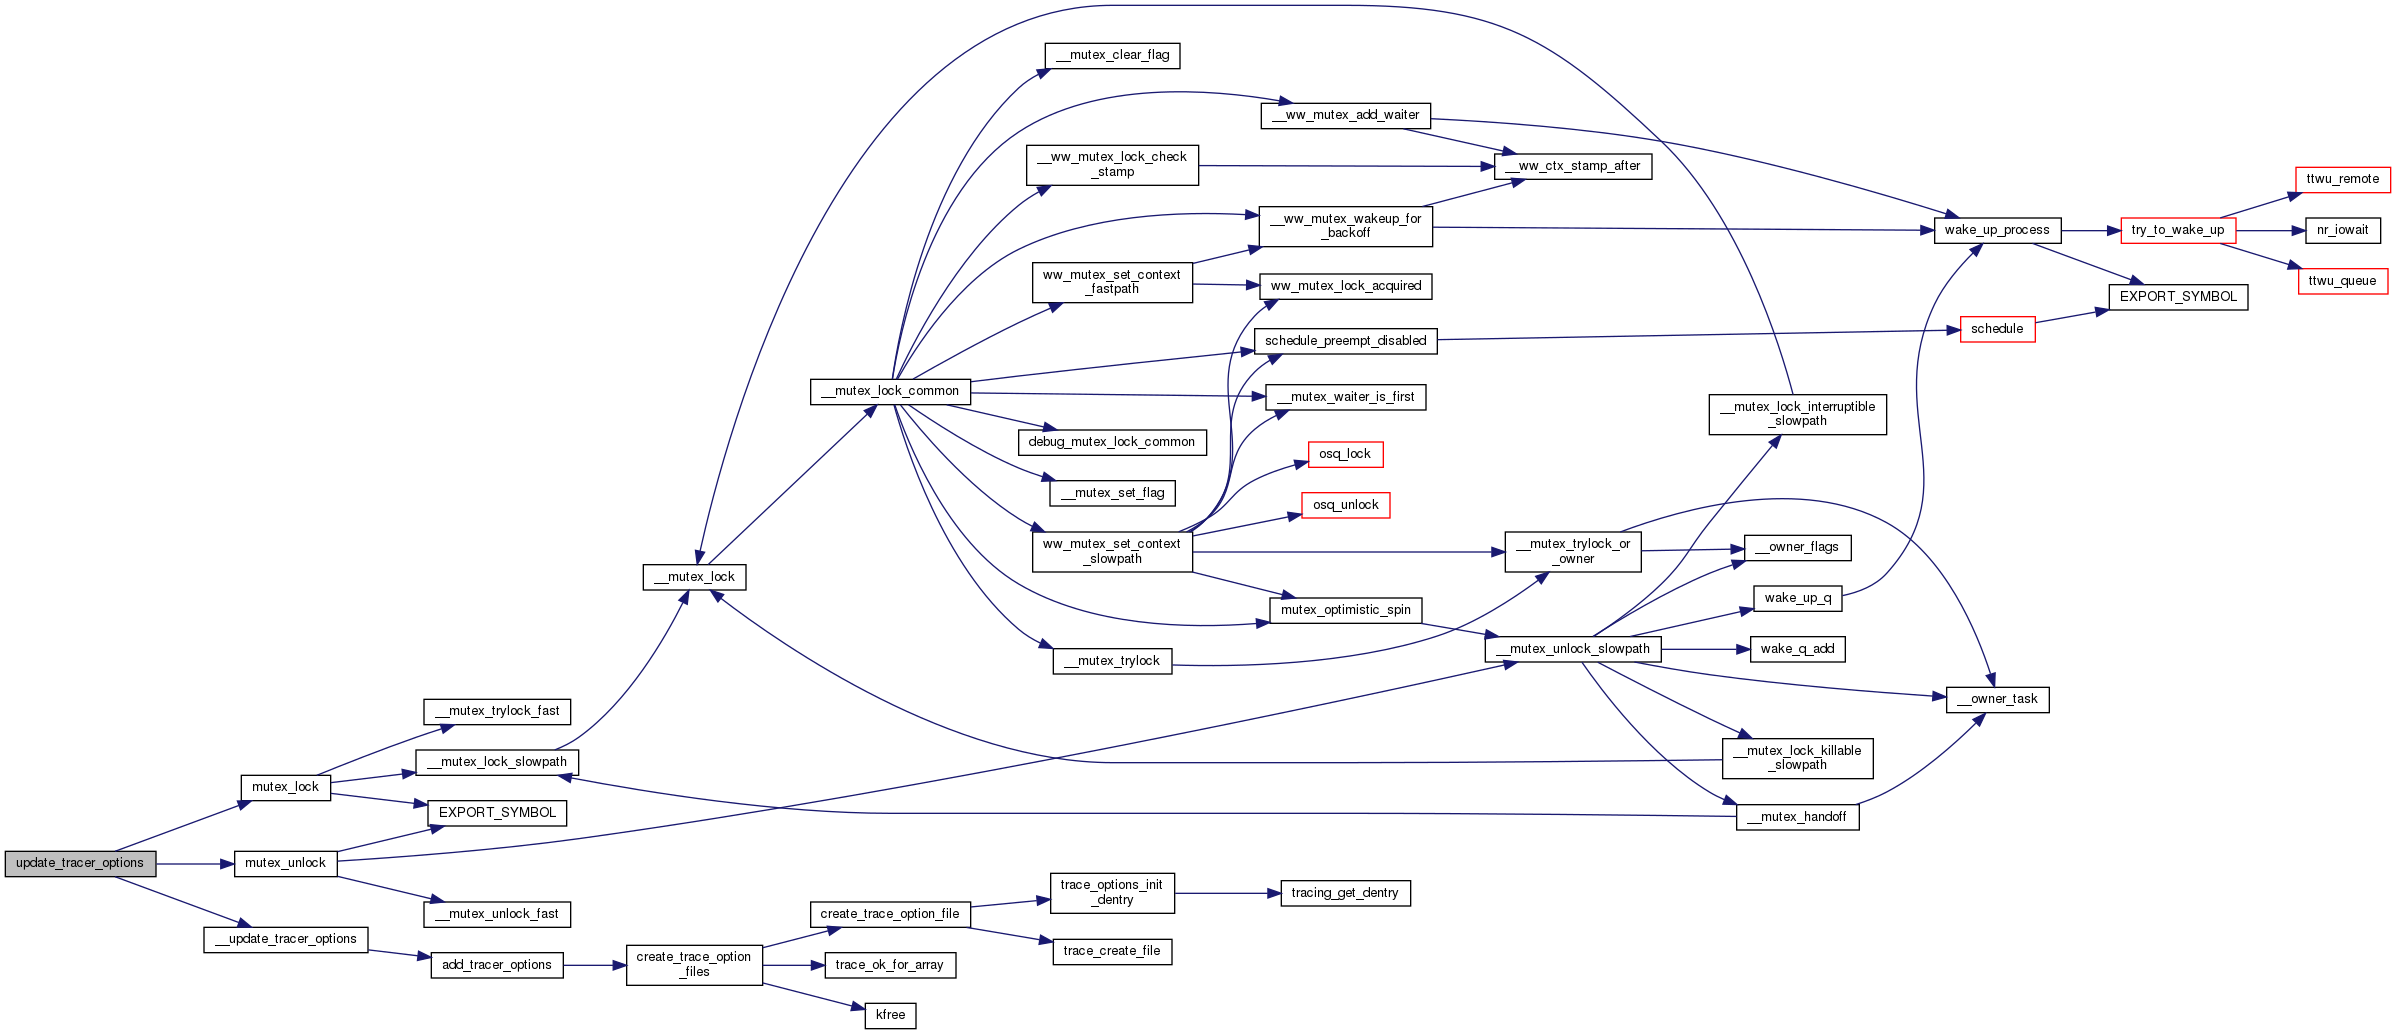 __mutex_clear_flag
__ww_mutex_add_waiter
__ww_mutex_lock_check
_stamp
__ww_ctx_stamp_after
ttwu_remote
__ww_mutex_wakeup_for
_backoff
wake_up_process
try_to_wake_up
nr_iowait
ww_mutex_set_context
_fastpath
ww_mutex_lock_acquired
ttwu_queue
EXPORT_SYMBOL
schedule_preempt_disabled
schedule
__mutex_lock_common
__mutex_waiter_is_first
__mutex_lock_interruptible
_slowpath
debug_mutex_lock_common
osq_lock
__mutex_set_flag
osq_unlock
ww_mutex_set_context
_slowpath
__mutex_trylock_or
_owner
__owner_flags
__mutex_lock
mutex_optimistic_spin
wake_up_q
__mutex_trylock
__mutex_unlock_slowpath
wake_q_add
__owner_task
__mutex_trylock_fast
__mutex_lock_slowpath
__mutex_lock_killable
_slowpath
mutex_lock
EXPORT_SYMBOL
__mutex_handoff
update_tracer_options
mutex_unlock
__mutex_unlock_fast
trace_options_init
_dentry
tracing_get_dentry
create_trace_option_file
__update_tracer_options
trace_create_file
add_tracer_options
create_trace_option
_files
trace_ok_for_array
kfree